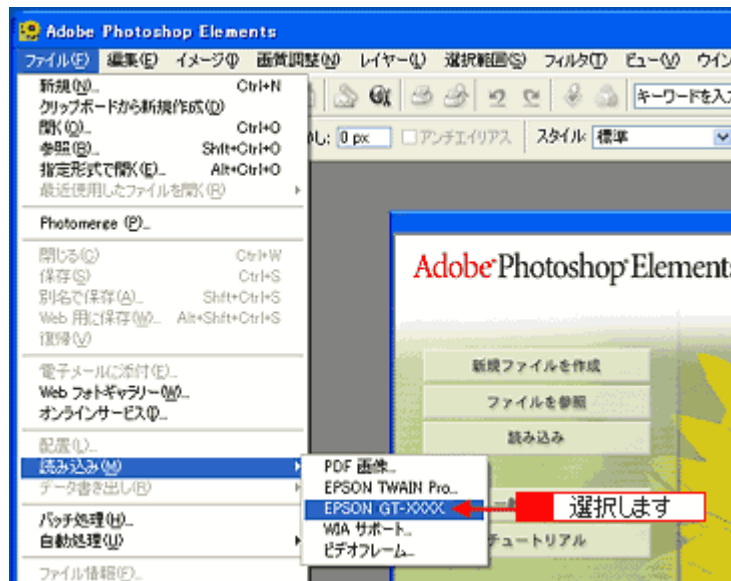 Adobe Photoshop Elements
ファイル(F) 編集(E) イメージ(I) 画質調整(N) レイヤー(L) 選択範囲(S) フィルタ(T) ビュー(V) ウイン
新規(N)... Ctrl+N
クリップボードから新規作成(D)
開く(O)... Ctrl+O
参照(B)... Shift+Ctrl+O
指定形式で開く(E)... Alt+Ctrl+O
最近使用したファイルを開く(R)
かし: 0 px アンチエイリアス スタイル: 標準
キーワードを入
Photomerge (P)...
閉じる(C) Ctrl+W
保存(S) Ctrl+S
別名で保存(A)... Shift+Ctrl+S
Web 用に保存(W)... Alt+Shift+Ctrl+S
復帰(V)
電子メールに添付(E)...
Web フォトギャラリー(W)...
オンラインサービス(I)...
配置(L)...
読み込み(M)
データ書き出し(R)
バッチ処理(H)...
自動処理(U)
ファイル情報(F)...
Adobe Photoshop Elements
新規ファイルを作成
ファイルを参照
読み込み
一般
チュートリアル
PDF 画像...
EPSON TWAIN Pro...
EPSON GT-XXXX
WIA サポート...
ビデオフレーム...
選択します